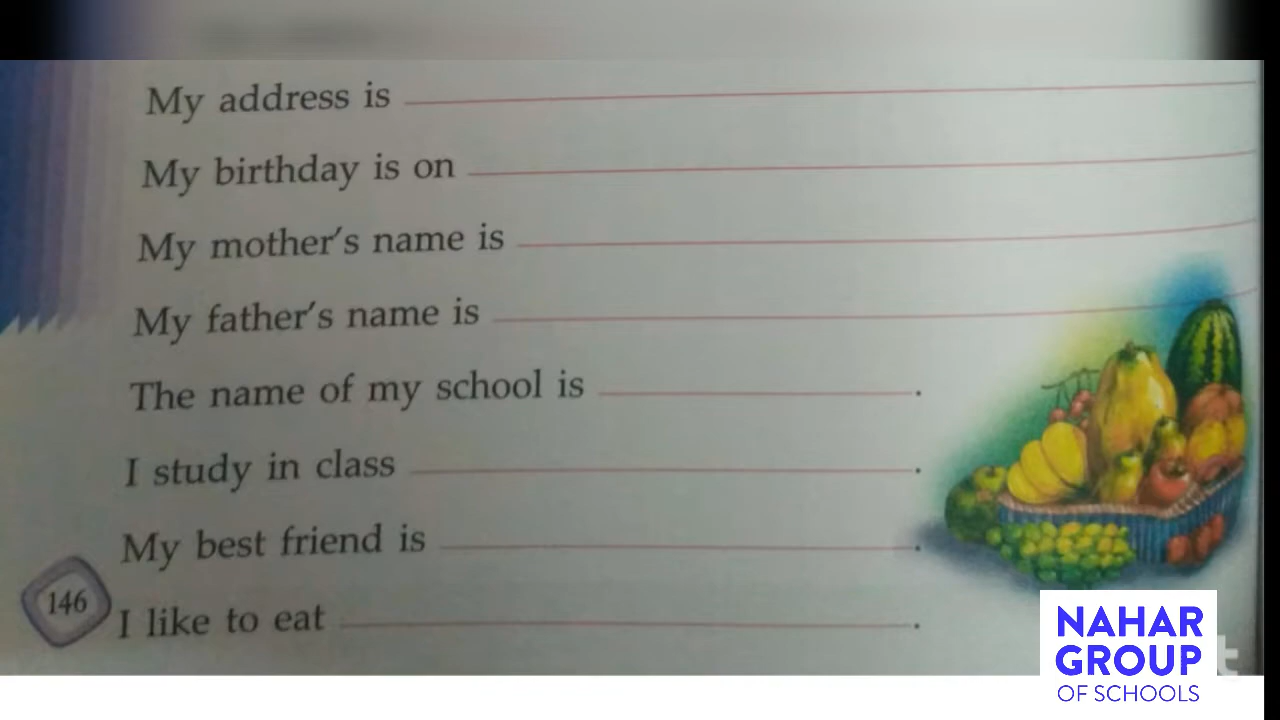 My address is
My birthday is on
My mother's name is
My father's name is
The name of my school is .
I study in class .
My best friend is .
146
I like to eat .
NAHAR
GROUP
OF SCHOOLS